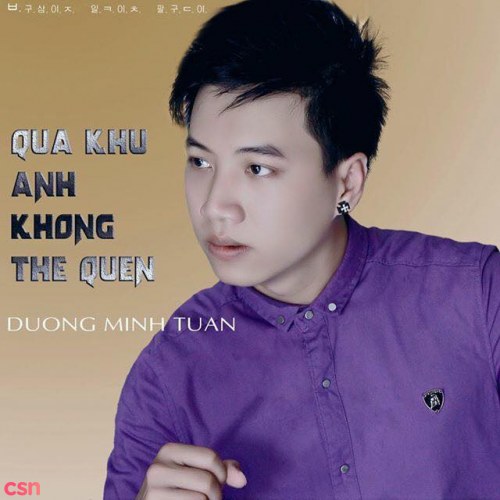 QUA KHU
ANH
KHONG
THE QUEN
DUONG MINH TUAN
csn